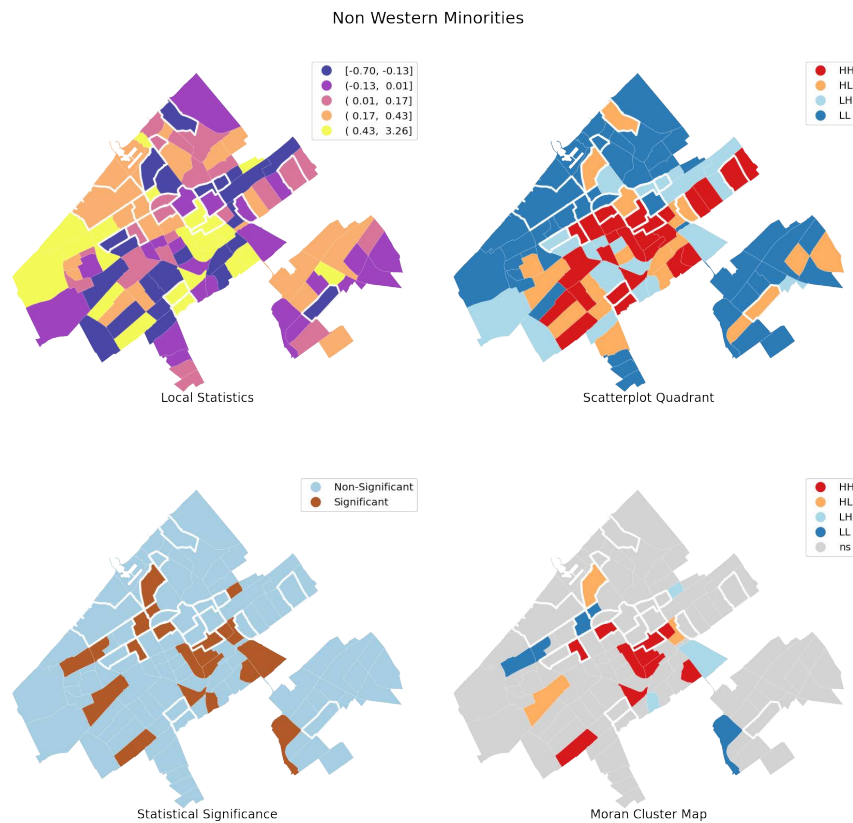 Non Western Minorities
[-0.70, -0.13]
(-0.13, 0.01]
( 0.01, 0.17]
( 0.17, 0.43]
( 0.43, 3.26]
HH
HL
LH
LL
Local Statistics
Scatterplot Quadrant
Non-Significant
Significant
HH
HL
LH
LL
ns
Statistical Significance
Moran Cluster Map